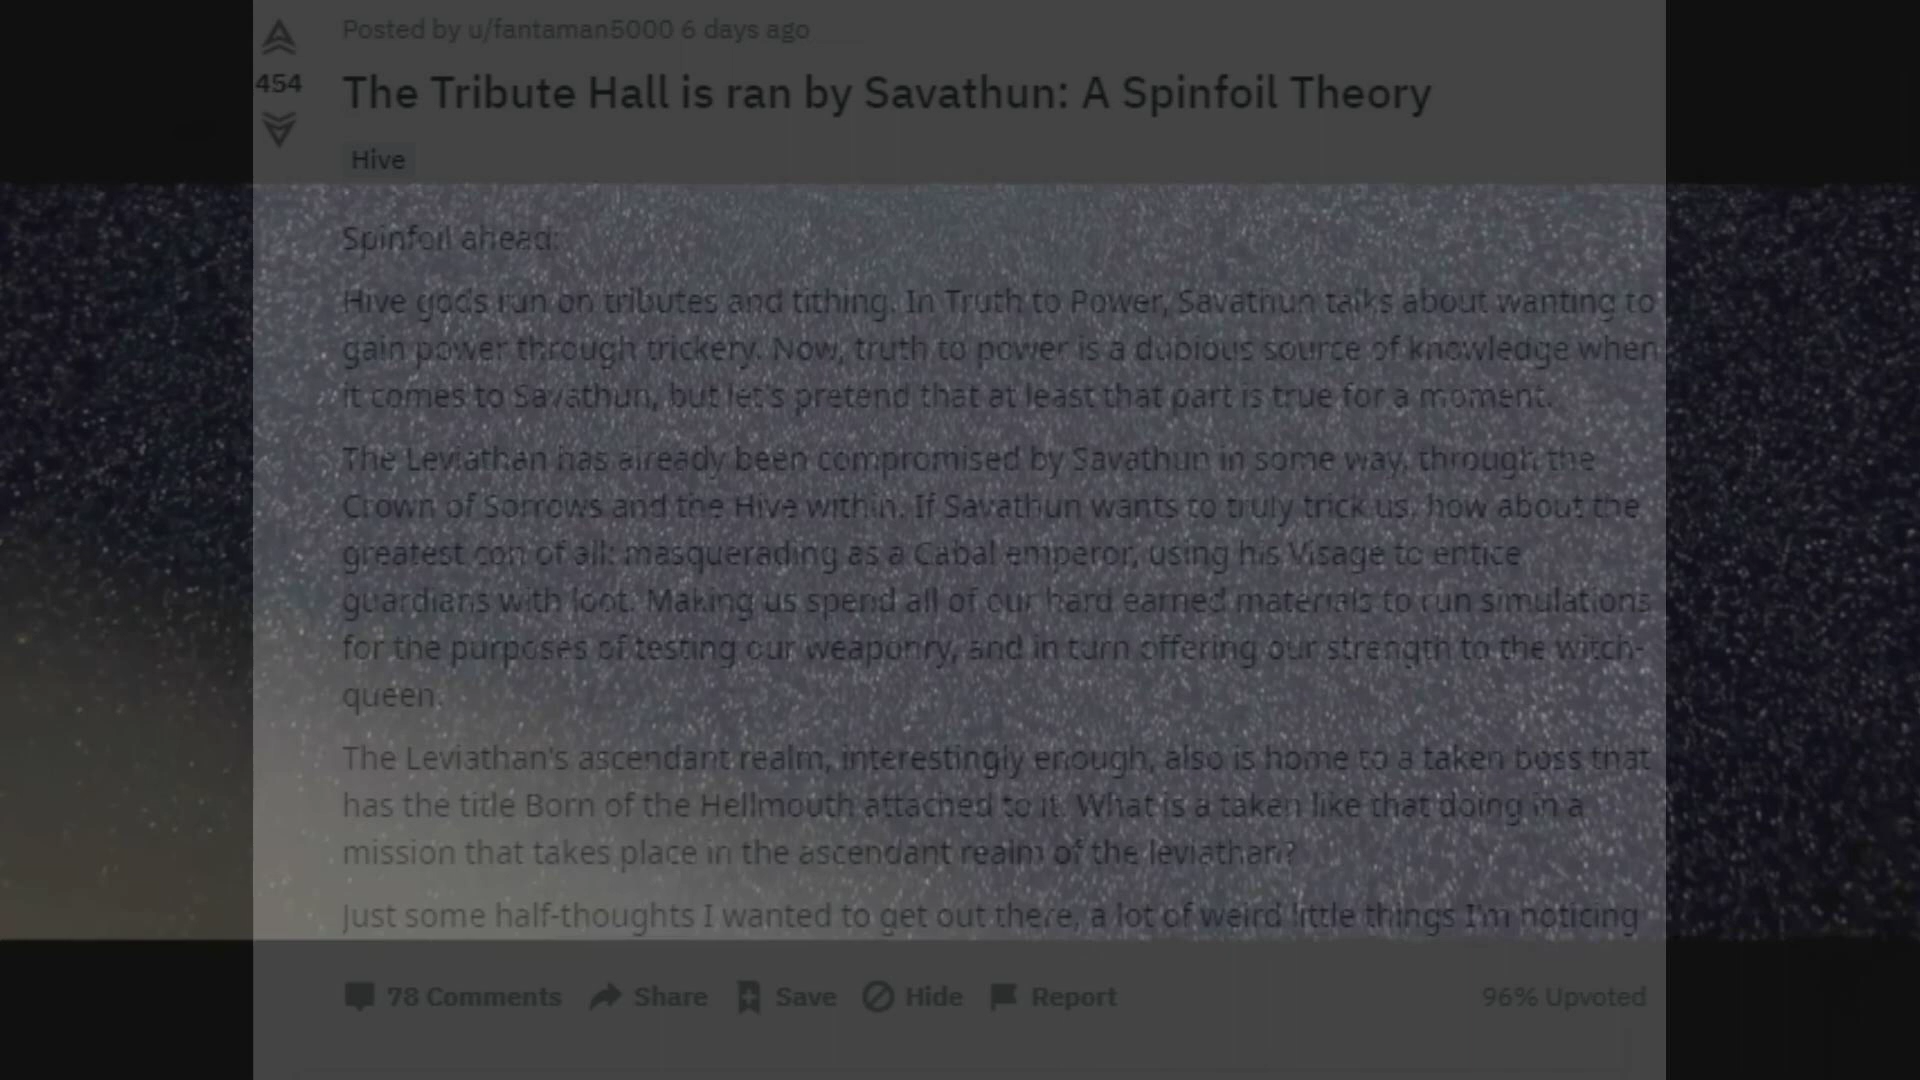 Posted by u/fantaman5000 6 days ago
454
The Tribute Hall is ran by Savathun: A Spinfoil Theory
Hive
Spinfoil ahead:
Hive gods run on tributes and tithing. In Truth to Power, Savathun talks about wanting to
gain power through trickery. Now, truth to power is a dubious source of knowledge when
it comes to Savathun, but let's pretend that at least that part is true for a moment.
The Leviathan has already been compromised by Savathun in some way, through the
Crown of Sorrows and the Hive within. If Savathun wants to truly trick us, how about the
greatest con of all: masquerading as a Cabal emperor, using his Visage to entice
guardians with loot. Making us spend all of our hard earned materials to run simulations
for the purposes of testing our weaponry, and in turn offering our strength to the witch-
queen.
The Leviathan's ascendant realm, interestingly enough, also is home to a taken boss that
has the title Born of the Hellmouth attached to it. What is a taken like that doing in a
mission that takes place in the ascendant realm of the leviathan?
Just some half-thoughts I wanted to get out there, a lot of weird little things I'm noticing
78 Comments Share Save Hide Report 96% Upvoted